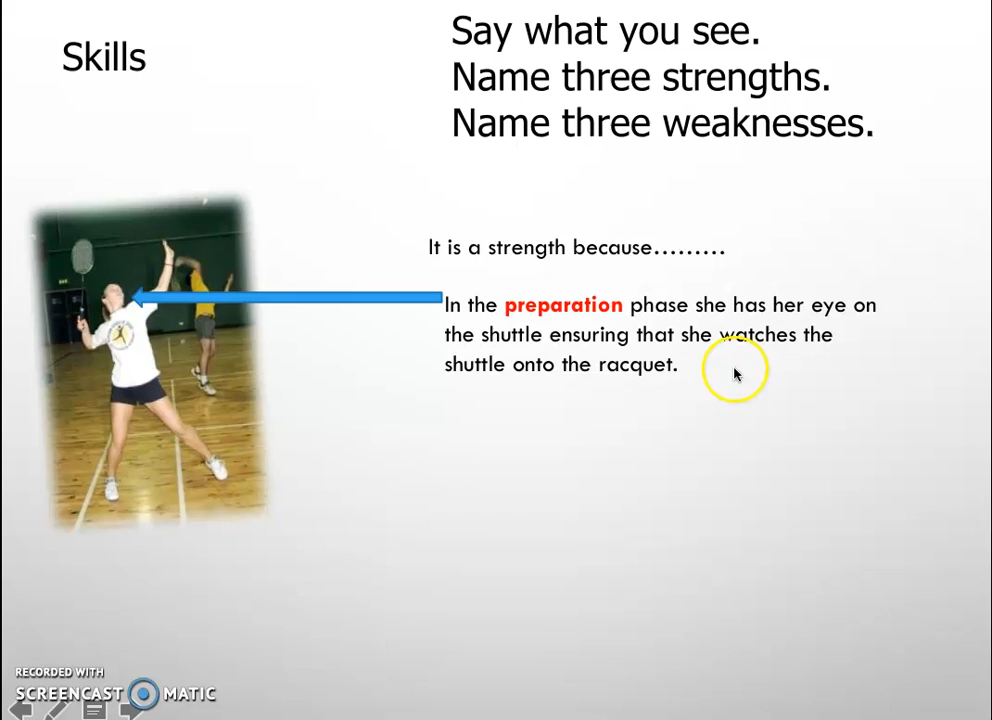 Skills
Say what you see.
Name three strengths.
Name three weaknesses.
It is a strength because.........
In the preparation phase she has her eye on
the shuttle ensuring that she watches the
shuttle onto the racquet.
RECORDED WITH
SCREENCAST MATIC